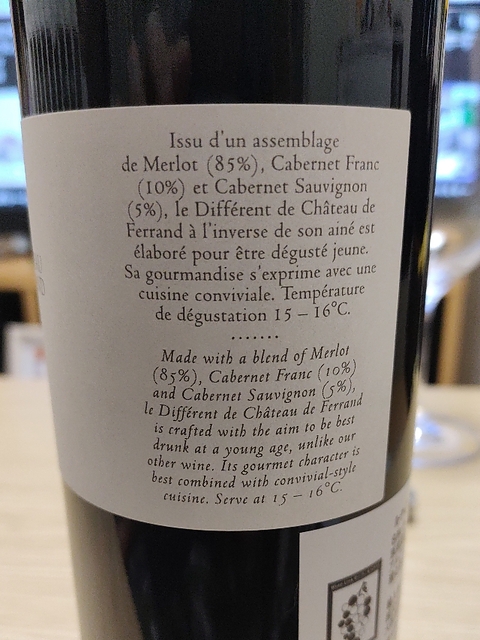 Issu d'un assemblage
de Merlot (85%), Cabernet Franc
(10%) et Cabernet Sauvignon
(5%), le Différent de Château de
Ferrand à l'inverse de son ainé est
élaboré pour être dégusté jeune.
Sa gourmandise s'exprime avec une
cuisine conviviale. Température
de dégustation 15 – 16°C.
.......
Made with a blend of Merlot
(85%), Cabernet Franc (10%)
and Cabernet Sauvignon (5%),
le Différent de Château de Ferrand
is crafted with the aim to be best
drunk at a young age, unlike our
other wine. Its gourmet character is
best combined with convivial-style
cuisine. Serve at 15 – 16°C.